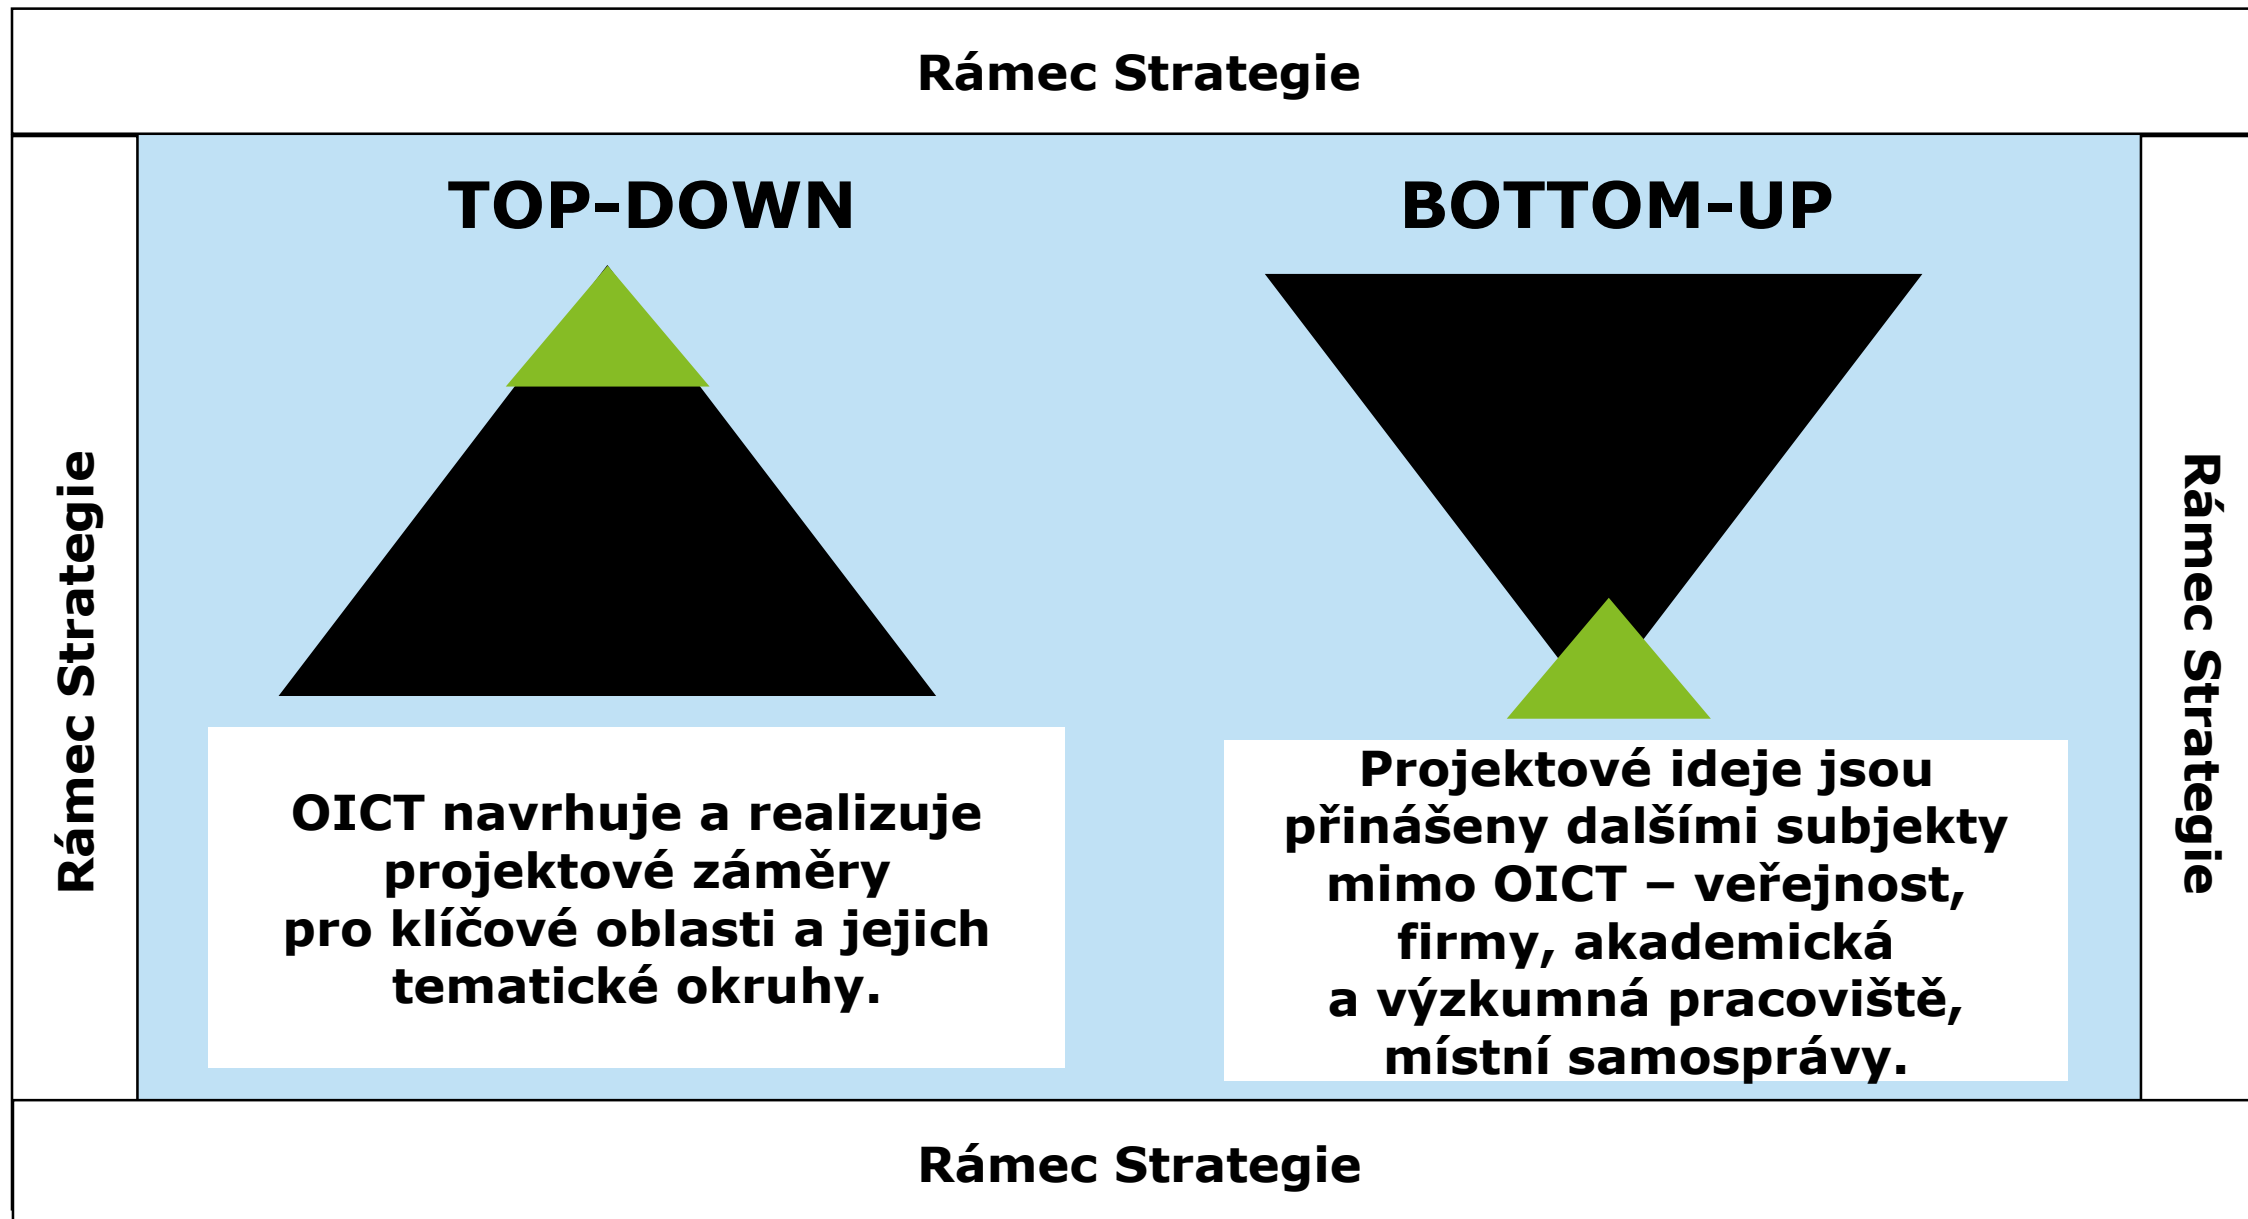 Rámec Strategie
TOP-DOWN
BOTTOM-UP
Rámec Strategie
OICT navrhuje a realizuje
projektové záměry
pro klíčové oblasti a jejich
tematické okruhy.
Projektové ideje jsou
přinášeny dalšími subjekty
mimo OICT – veřejnost,
firmy, akademická
a výzkumná pracoviště,
místní samosprávy.
Rámec Strategie
Rámec Strategie